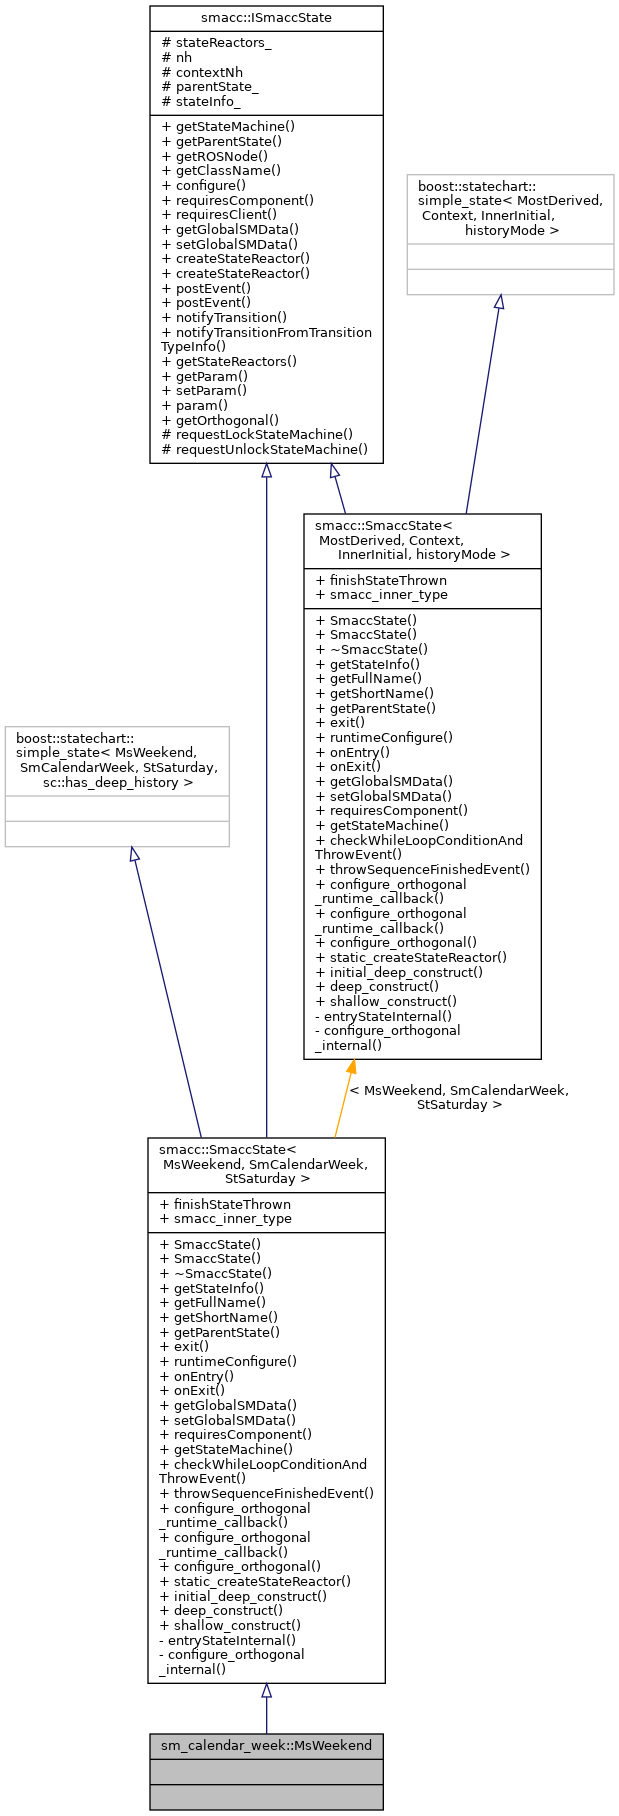 smacc::ISmaccState
# stateReactors_
# nh
# contextNh
# parentState_
# stateInfo_
+ getStateMachine()
+ getParentState()
+ getROSNode()
+ getClassName()
+ configure()
+ requiresComponent()
+ requiresClient()
+ getGlobalSMData()
+ setGlobalSMData()
+ createStateReactor()
+ createStateReactor()
+ postEvent()
+ postEvent()
+ notifyTransition()
+ notifyTransitionFromTransition
TypeInfo()
+ getStateReactors()
+ getParam()
+ setParam()
+ param()
+ getOrthogonal()
# requestLockStateMachine()
# requestUnlockStateMachine()
boost::statechart::
simple_state< MostDerived,
Context, InnerInitial,
historyMode >
smacc::SmaccState<
MostDerived, Context,
InnerInitial, historyMode >
+ finishStateThrown
+ smacc_inner_type
+ SmaccState()
+ SmaccState()
+ ~SmaccState()
+ getStateInfo()
+ getFullName()
+ getShortName()
+ getParentState()
+ exit()
+ runtimeConfigure()
+ onEntry()
+ onExit()
+ getGlobalSMData()
+ setGlobalSMData()
+ requiresComponent()
+ getStateMachine()
+ checkWhileLoopConditionAnd
ThrowEvent()
+ throwSequenceFinishedEvent()
+ configure_orthogonal
_runtime_callback()
+ configure_orthogonal
_runtime_callback()
+ configure_orthogonal()
+ static_createStateReactor()
+ initial_deep_construct()
+ deep_construct()
+ shallow_construct()
- entryStateInternal()
- configure_orthogonal
_internal()
boost::statechart::
simple_state< MsWeekend,
SmCalendarWeek, StSaturday,
sc::has_deep_history >
< MsWeekend, SmCalendarWeek,
StSaturday >
smacc::SmaccState<
MsWeekend, SmCalendarWeek,
StSaturday >
+ finishStateThrown
+ smacc_inner_type
+ SmaccState()
+ SmaccState()
+ ~SmaccState()
+ getStateInfo()
+ getFullName()
+ getShortName()
+ getParentState()
+ exit()
+ runtimeConfigure()
+ onEntry()
+ onExit()
+ getGlobalSMData()
+ setGlobalSMData()
+ requiresComponent()
+ getStateMachine()
+ checkWhileLoopConditionAnd
ThrowEvent()
+ throwSequenceFinishedEvent()
+ configure_orthogonal
_runtime_callback()
+ configure_orthogonal
_runtime_callback()
+ configure_orthogonal()
+ static_createStateReactor()
+ initial_deep_construct()
+ deep_construct()
+ shallow_construct()
- entryStateInternal()
- configure_orthogonal
_internal()
sm_calendar_week::MsWeekend